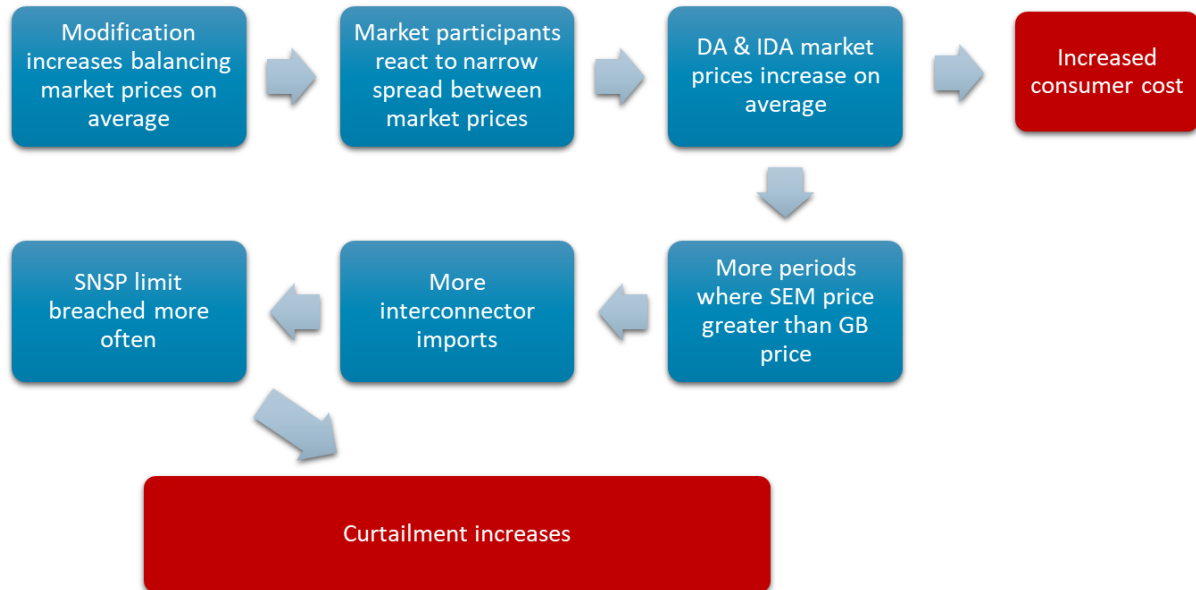 Modification
increases balancing
market prices on
average
Market participants
react to narrow
spread between
market prices
DA & IDA market
prices increase on
average
Increased
consumer cost
More periods
where SEM price
greater than GB
price
More
interconnector
imports
SNSP limit
breached more
often
Curtailment increases